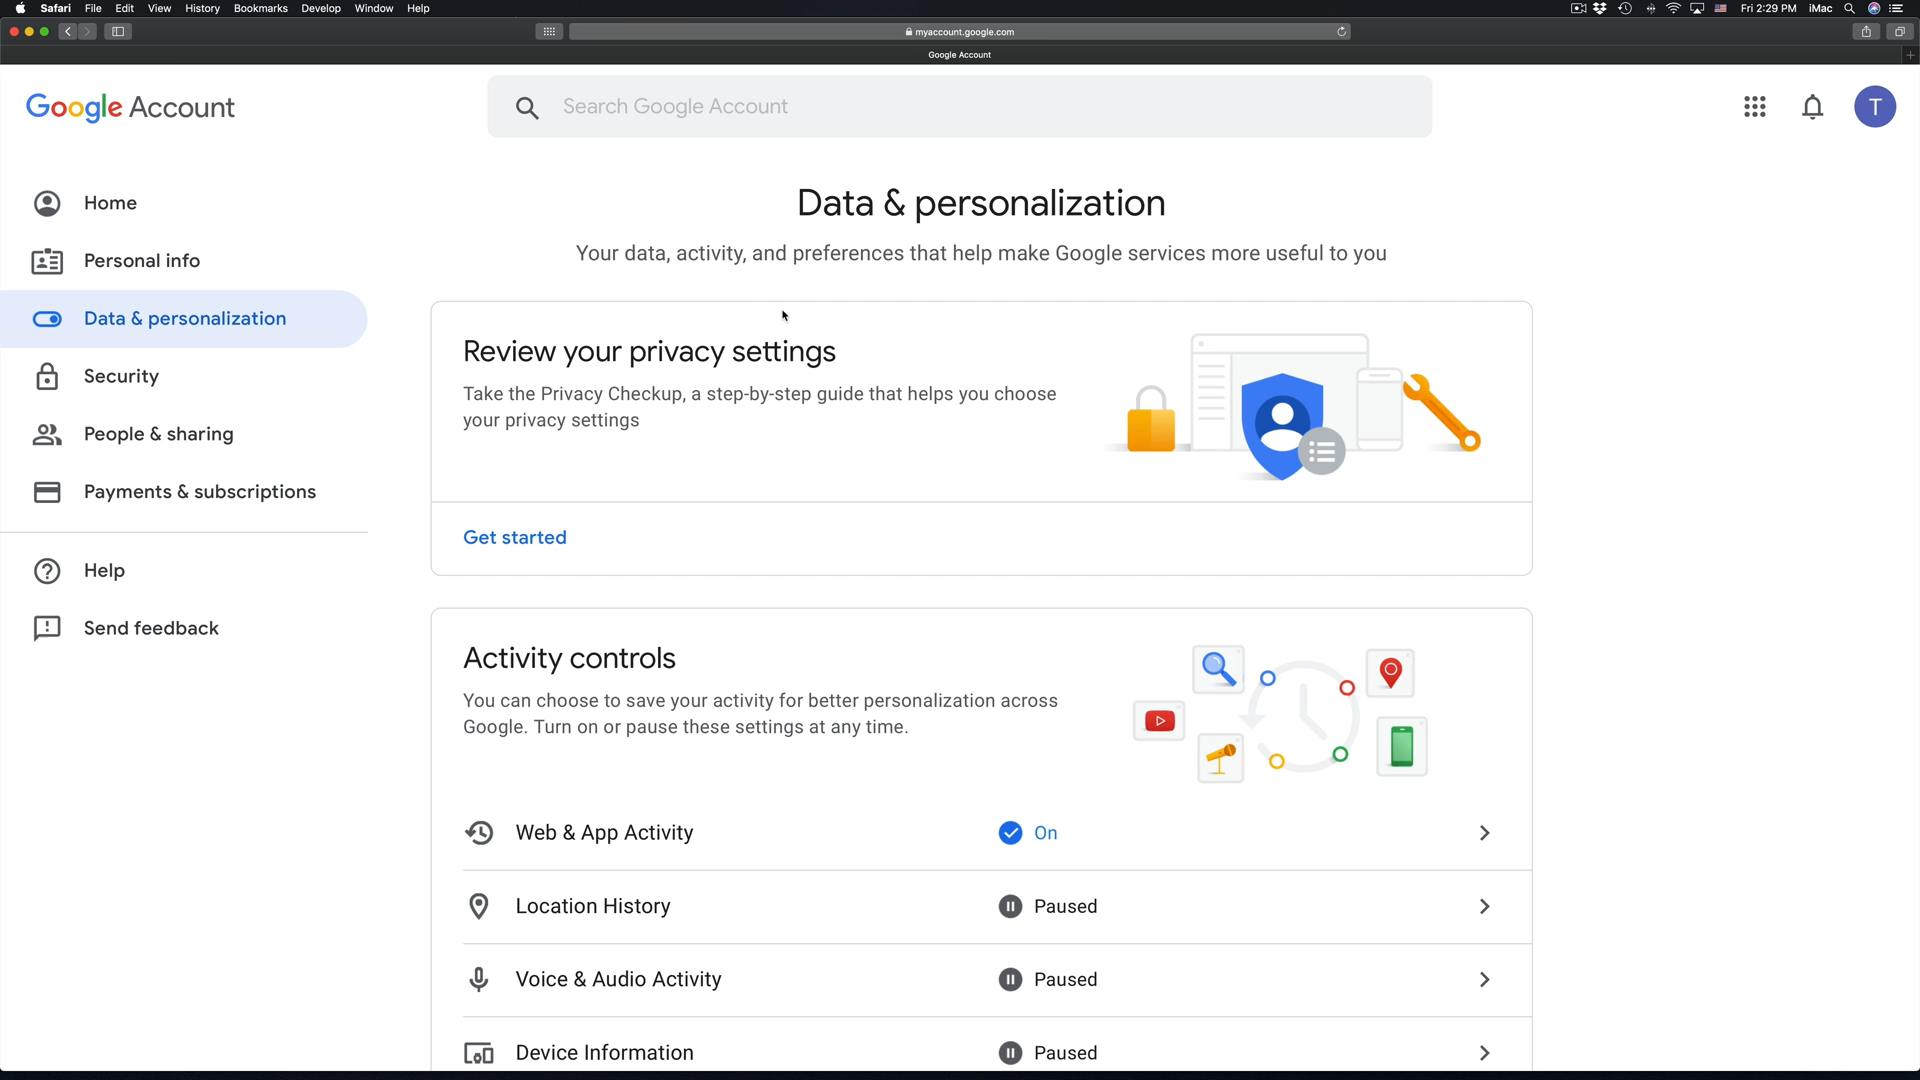 Safari File Edit View History Bookmarks Develop Window Help Fri 2:29 PM iMac
myaccount.google.com
Google Account
Google Account
Search Google Account
T
Home
Personal info
Data & personalization
Security
People & sharing
Payments & subscriptions
Help
Send feedback
Data & personalization
Your data, activity, and preferences that help make Google services more useful to you
Review your privacy settings
Take the Privacy Checkup, a step-by-step guide that helps you choose
your privacy settings
Get started
Activity controls
You can choose to save your activity for better personalization across
Google. Turn on or pause these settings at any time.
Web & App Activity On
Location History Paused
Voice & Audio Activity Paused
Device Information Paused